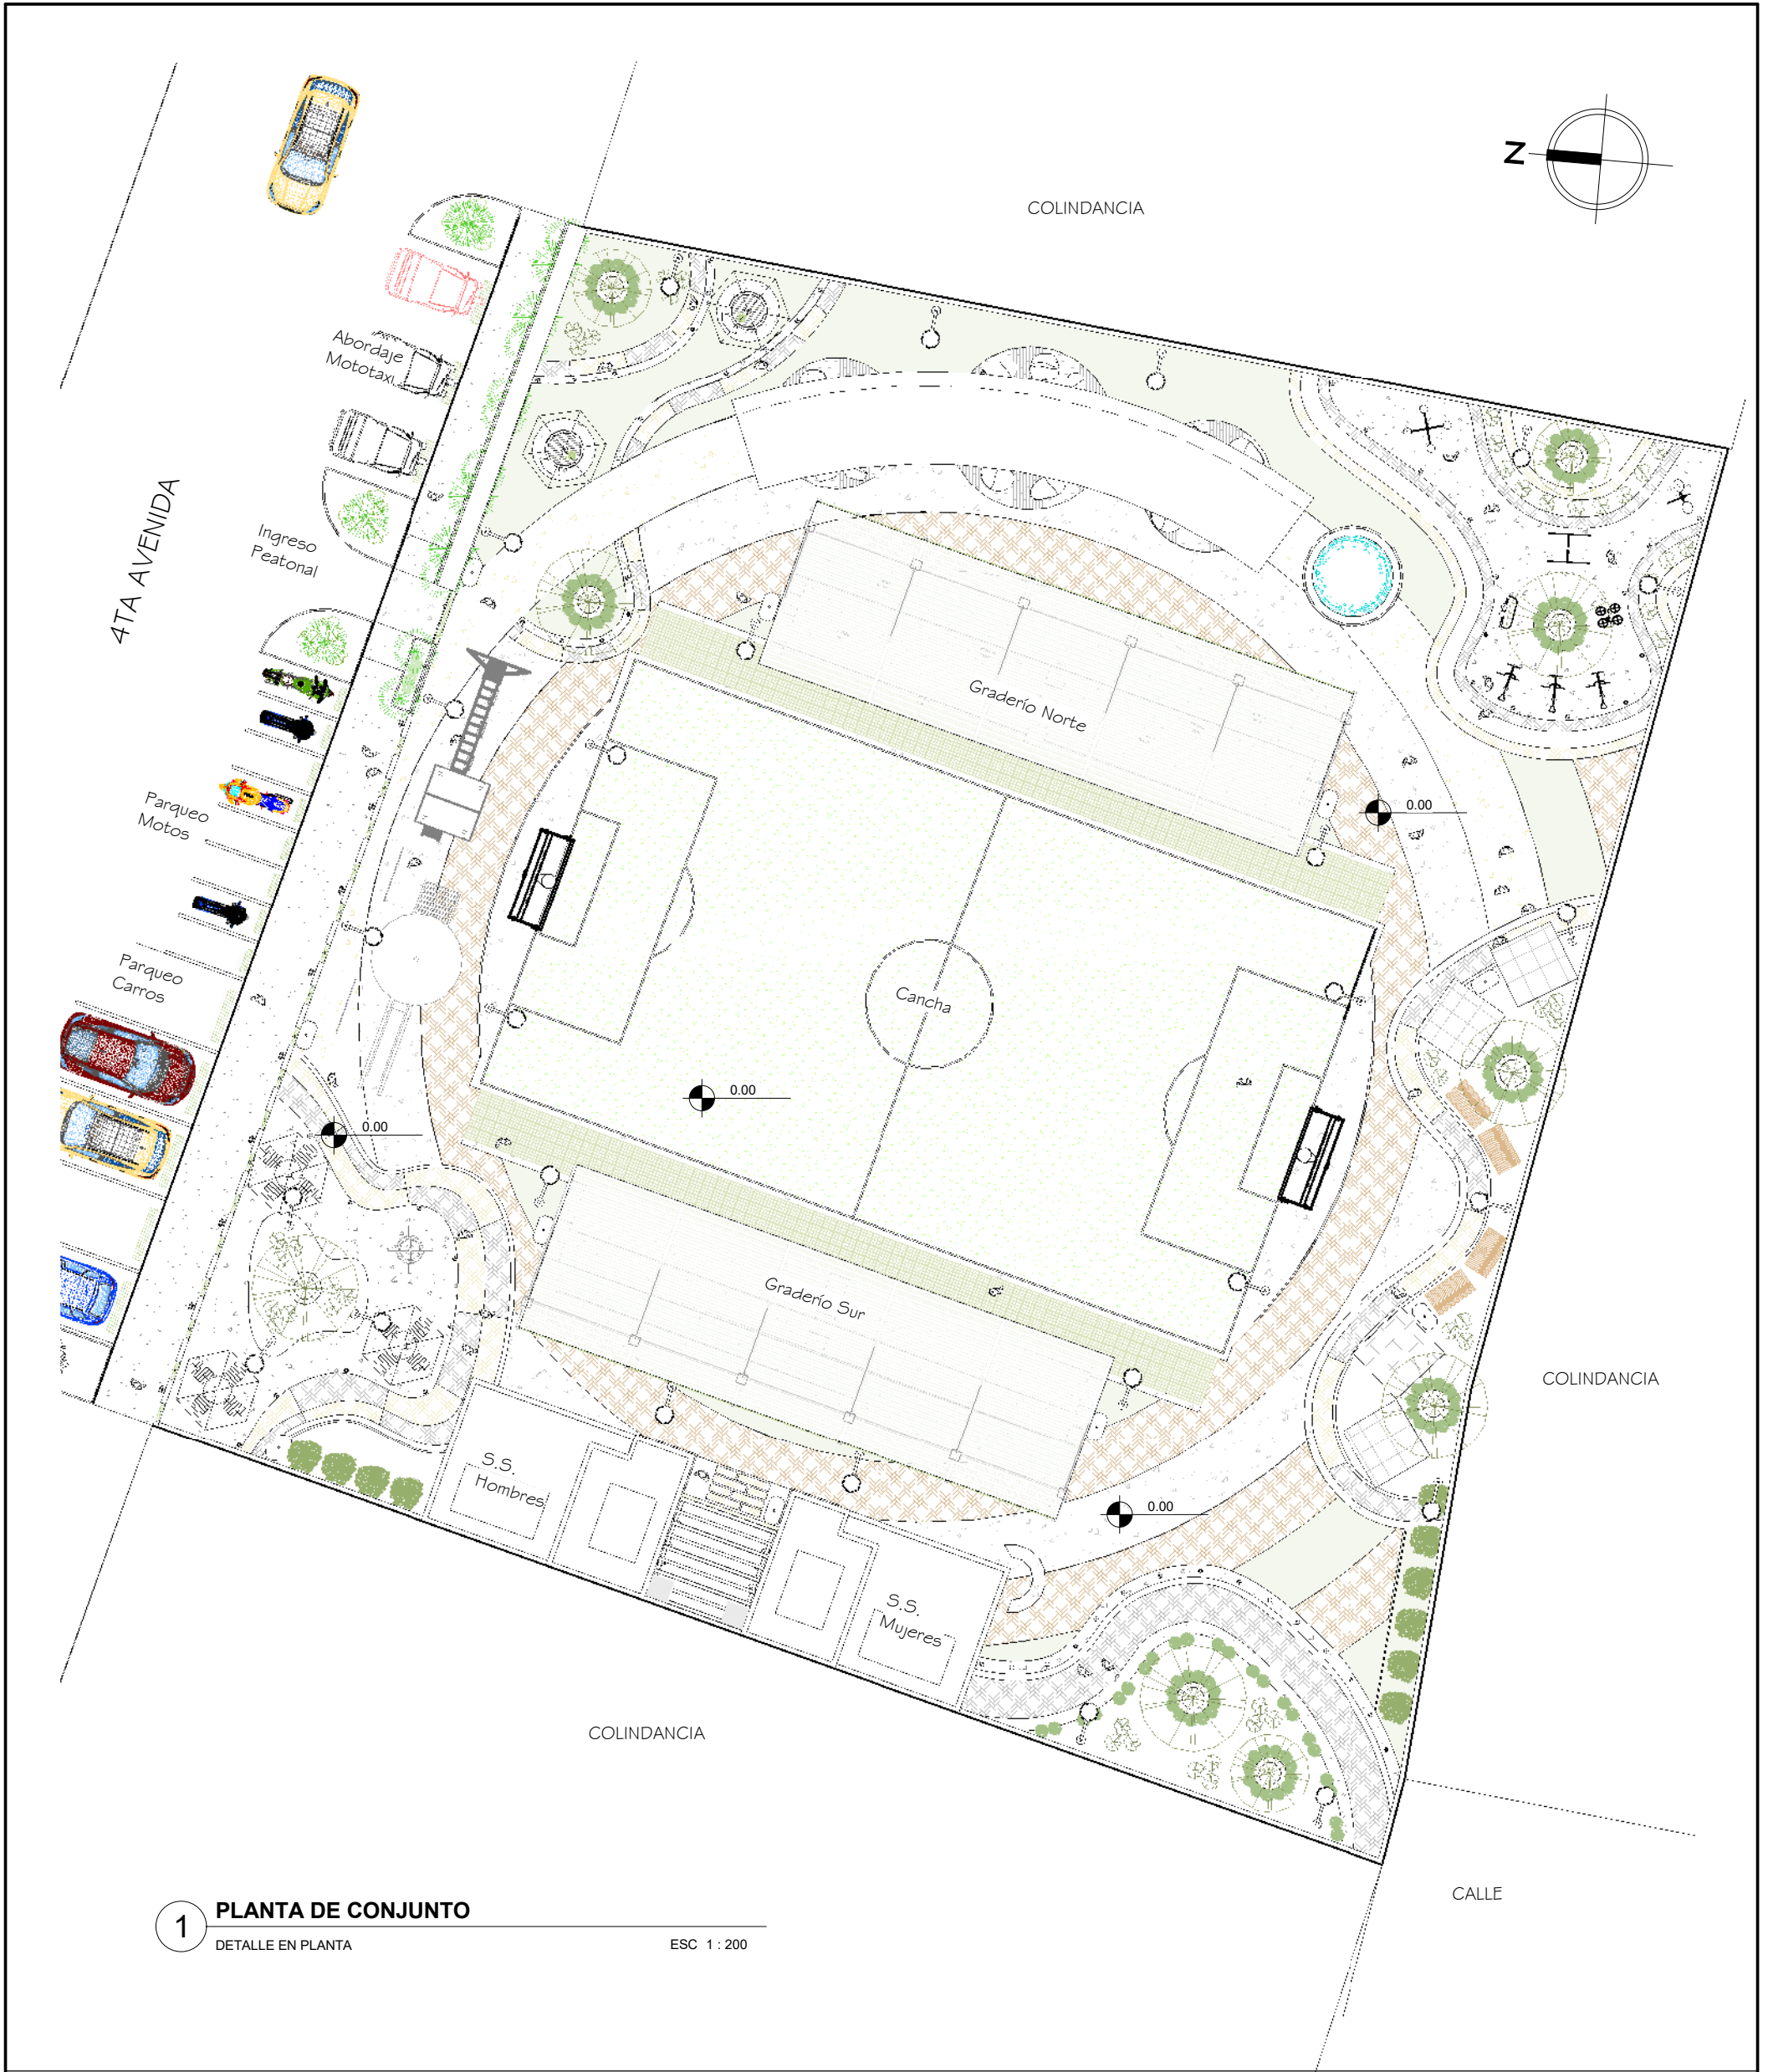 N
COLINDANCIA
Abordaje
Mototaxi
4TA AVENIDA
Ingreso
Peatonal
Graderío Norte
Parqueo
Motos
0.00
Parqueo
Carros
Cancha
0.00
0.00
Graderío Sur
COLINDANCIA
S.S.
Hombres
0.00
S.S.
Mujeres
COLINDANCIA
CALLE
1
PLANTA DE CONJUNTO
DETALLE EN PLANTA
ESC 1 : 200